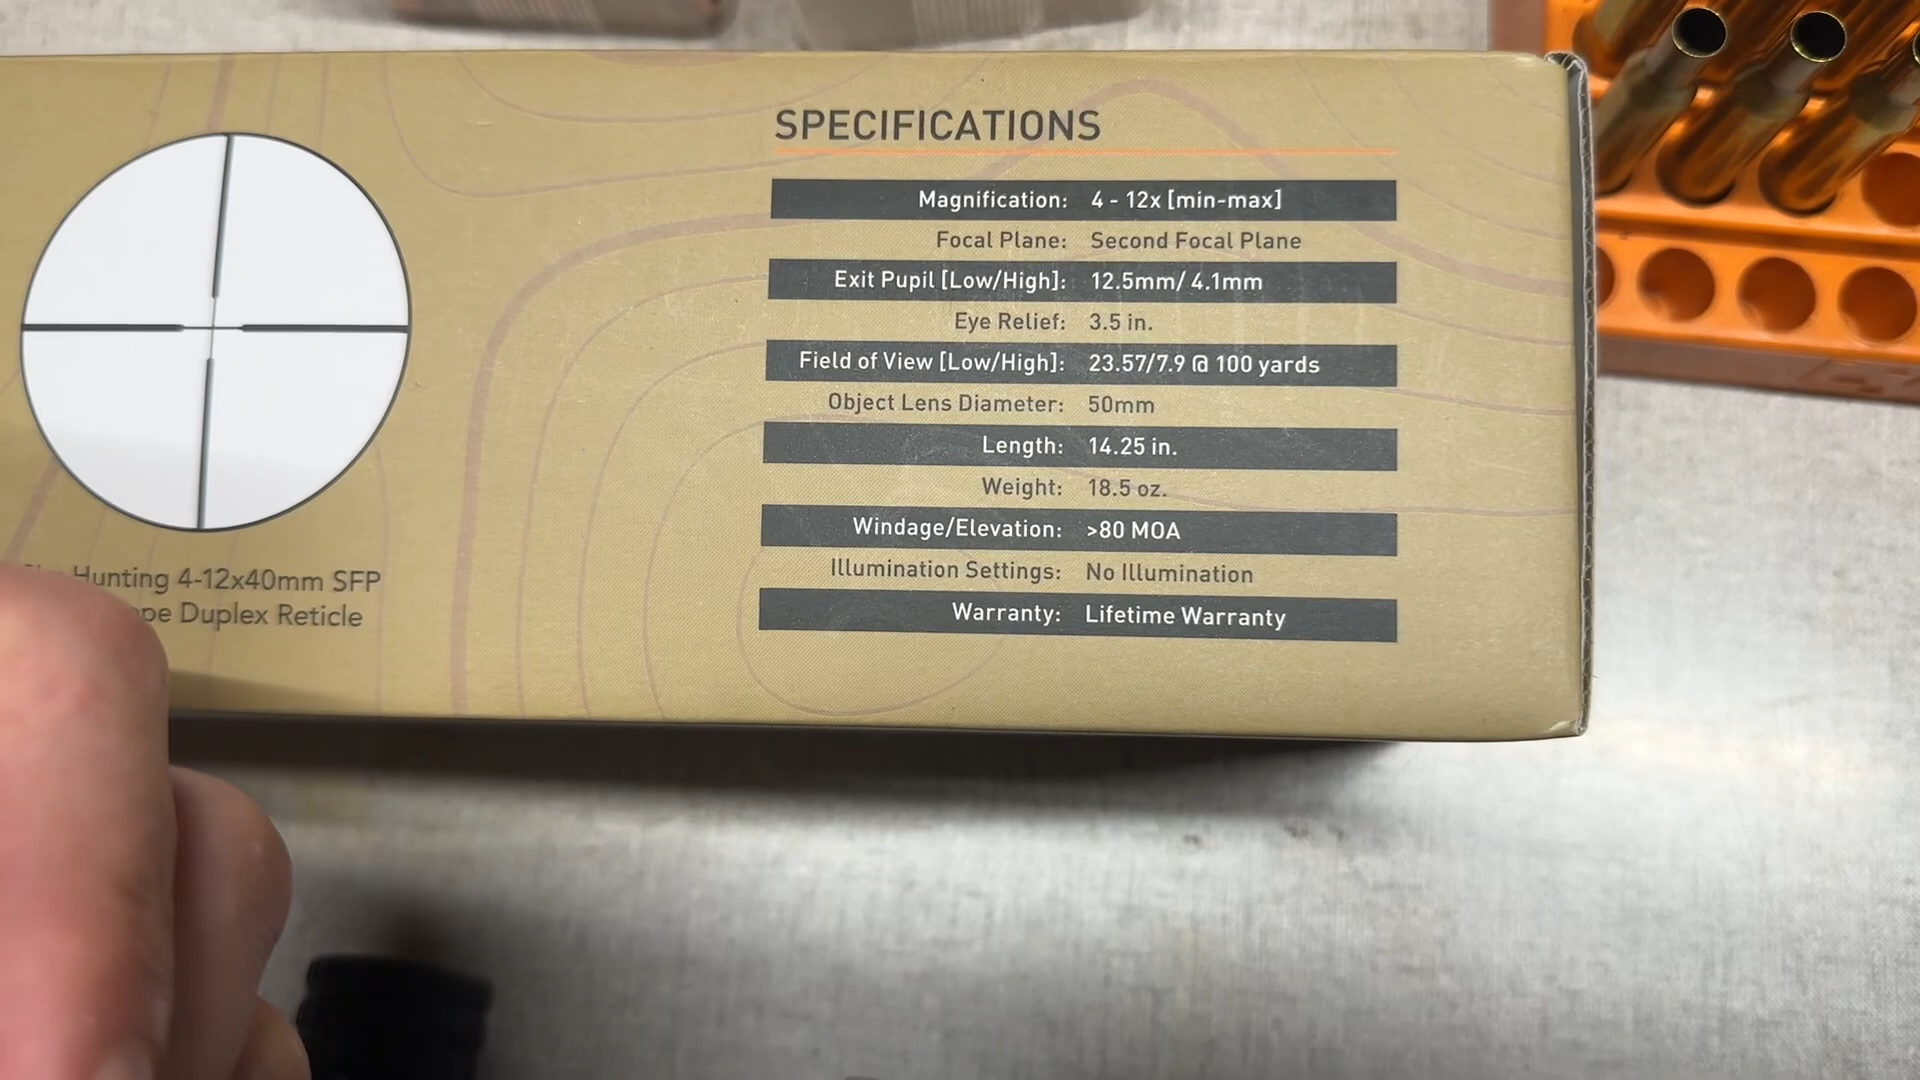 SPECIFICATIONS
Magnification: 4 - 12x [min-max]
Focal Plane: Second Focal Plane
Exit Pupil [Low/High]: 12.5mm/ 4.1mm
Eye Relief: 3.5 in.
Field of View [Low/High]: 23.57/7.9 @ 100 yards
Object Lens Diameter: 50mm
Length: 14.25 in.
Weight: 18.5 oz.
Windage/Elevation: >80 MOA
Illumination Settings: No Illumination
Warranty: Lifetime Warranty
Hunting 4-12x40mm SFP
Duplex Reticle